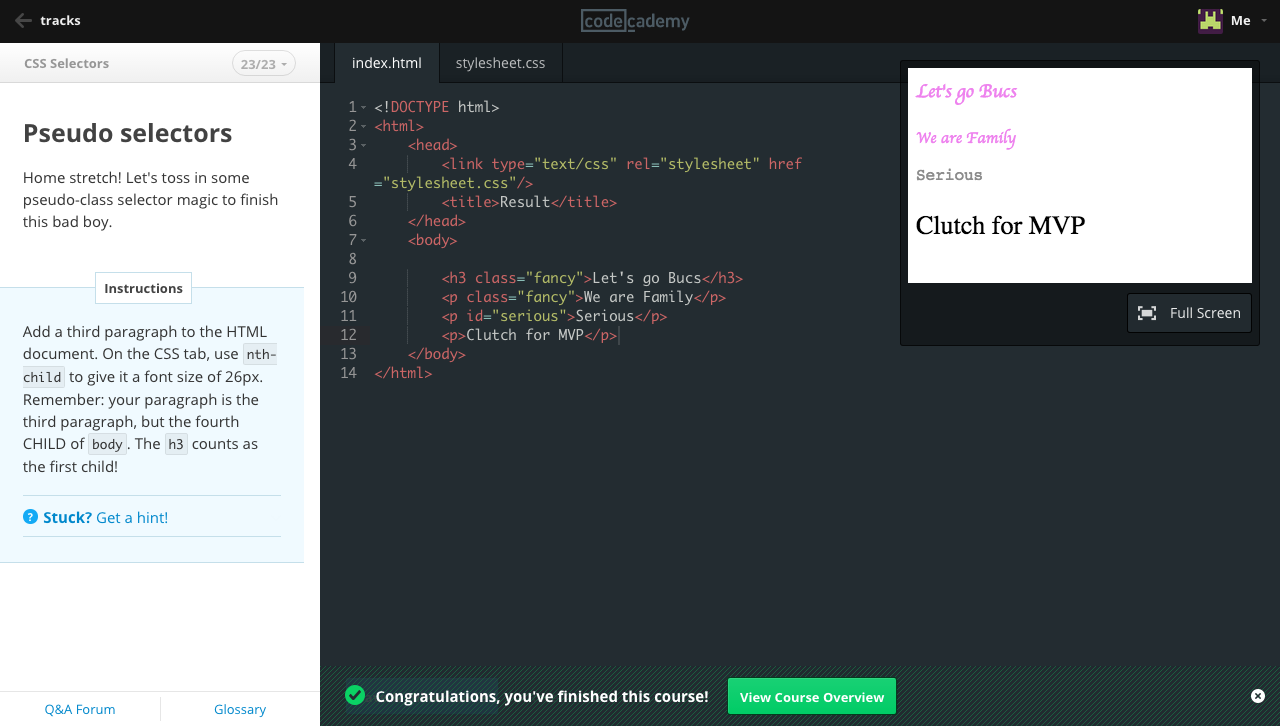 tracks
codecademy
Me
CSS Selectors
23/23
Pseudo selectors
Home stretch! Let's toss in some
pseudo-class selector magic to finish
this bad boy.
Instructions
Add a third paragraph to the HTML
document. On the CSS tab, use nth-
child to give it a font size of 26px.
Remember: your paragraph is the
third paragraph, but the fourth
CHILD of body. The h3 counts as
the first child!
? Stuck? Get a hint!
Q&A Forum
Glossary
index.html
stylesheet.css
1 <!DOCTYPE html>
2 <html>
3 <head>
4 <link type="text/css" rel="stylesheet" href
="stylesheet.css"/>
5 <title>Result</title>
6 </head>
7 <body>
8
9 <h3 class="fancy">Let's go Bucs</h3>
10 <p class="fancy">We are Family</p>
11 <p id="serious">Serious</p>
12 <p>Clutch for MVP</p>
13 </body>
14 </html>
Let's go Bucs
We are Family
Serious
Clutch for MVP
Full Screen
Congratulations, you've finished this course!
View Course Overview